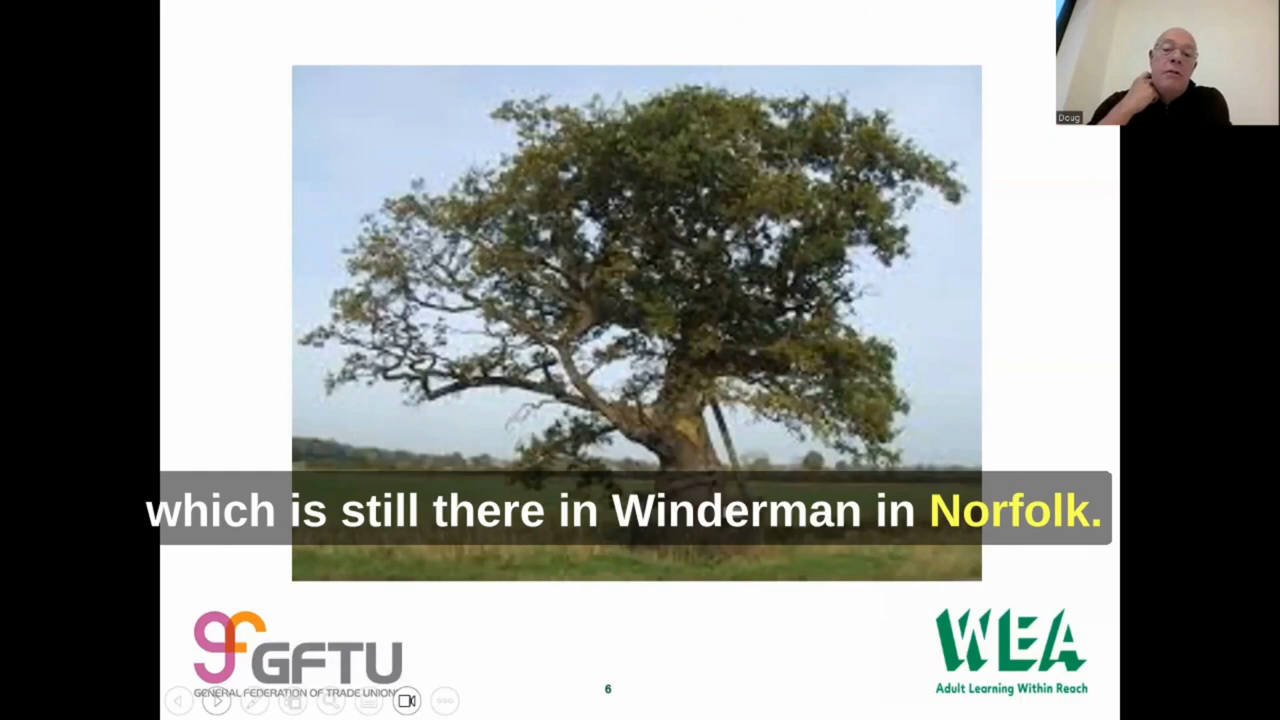 Doug
which is still there in Winderman in Norfolk.
GFTU
GENERAL FEDERATION OF TRADE UNIONS
WEA
Adult Learning Within Reach
6